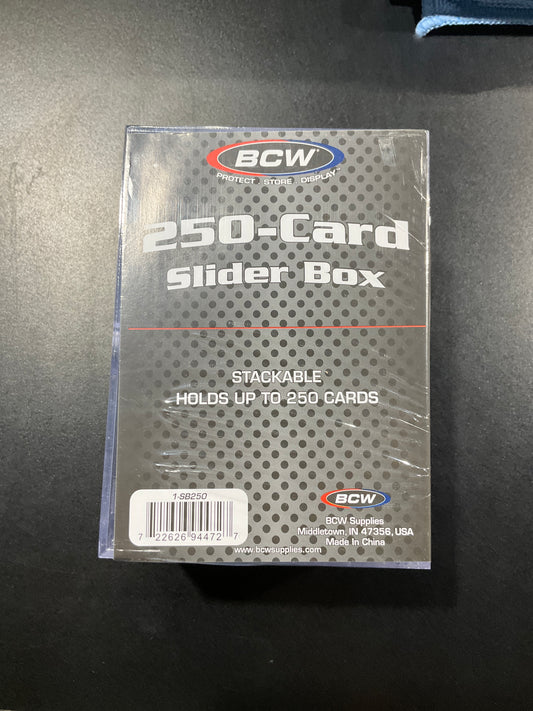 BCW
PROTECT . STORE . DISPLAY™
250-Card
Slider Box
STACKABLE
HOLDS UP TO 250 CARDS
1-SB250
7 22626 94472 7
BCW
BCW Supplies
Middletown, IN 47356, USA
Made In China
www.bcwsupplies.com